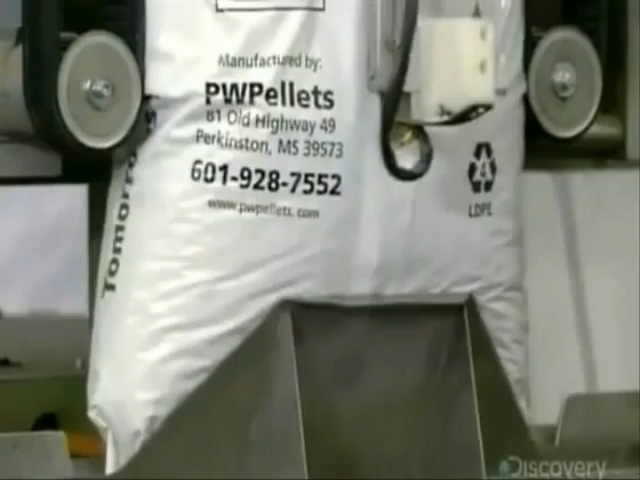 Manufactured by:
PWPellets
81 Old Highway 49
Perkinston, MS 39573
601-928-7552
www.pwpellets.com
4
LDPE
Tomorro
Discovery